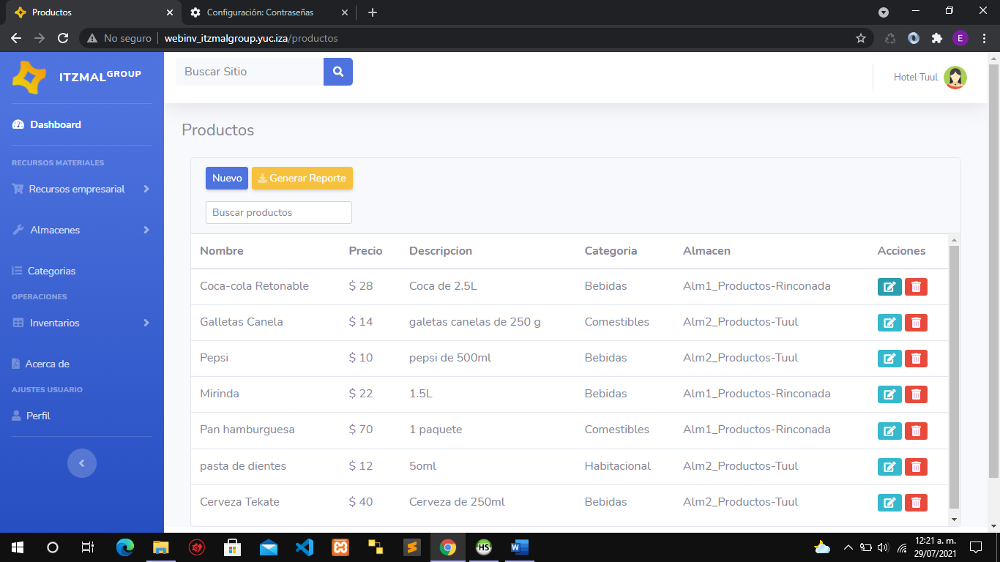 Productos
Configuración: Contraseñas
No seguro
webinv_itzmalgroup.yuc.iza/productos
E
ITZMAL GROUP
Buscar Sitio
Hotel Tuul
Dashboard
RECURSOS MATERIALES
Recursos empresarial
Almacenes
Categorias
OPERACIONES
Inventarios
Acerca de
AJUSTES USUARIO
Perfil
Productos
Nuevo
Generar Reporte
Buscar productos
Nombre Precio Descripcion Categoria Almacen Acciones
Coca-cola Retonable $ 28 Coca de 2.5L Bebidas Alm1_Productos-Rinconada
Galletas Canela $ 14 galetas canelas de 250 g Comestibles Alm2_Productos-Tuul
Pepsi $ 10 pepsi de 500ml Bebidas Alm2_Productos-Tuul
Mirinda $ 22 1.5L Bebidas Alm1_Productos-Rinconada
Pan hamburguesa $ 70 1 paquete Comestibles Alm1_Productos-Rinconada
pasta de dientes $ 12 5oml Habitacional Alm2_Productos-Tuul
Cerveza Tekate $ 40 Cerveza de 250ml Bebidas Alm2_Productos-Tuul
HS
W
12:21 a. m.
29/07/2021